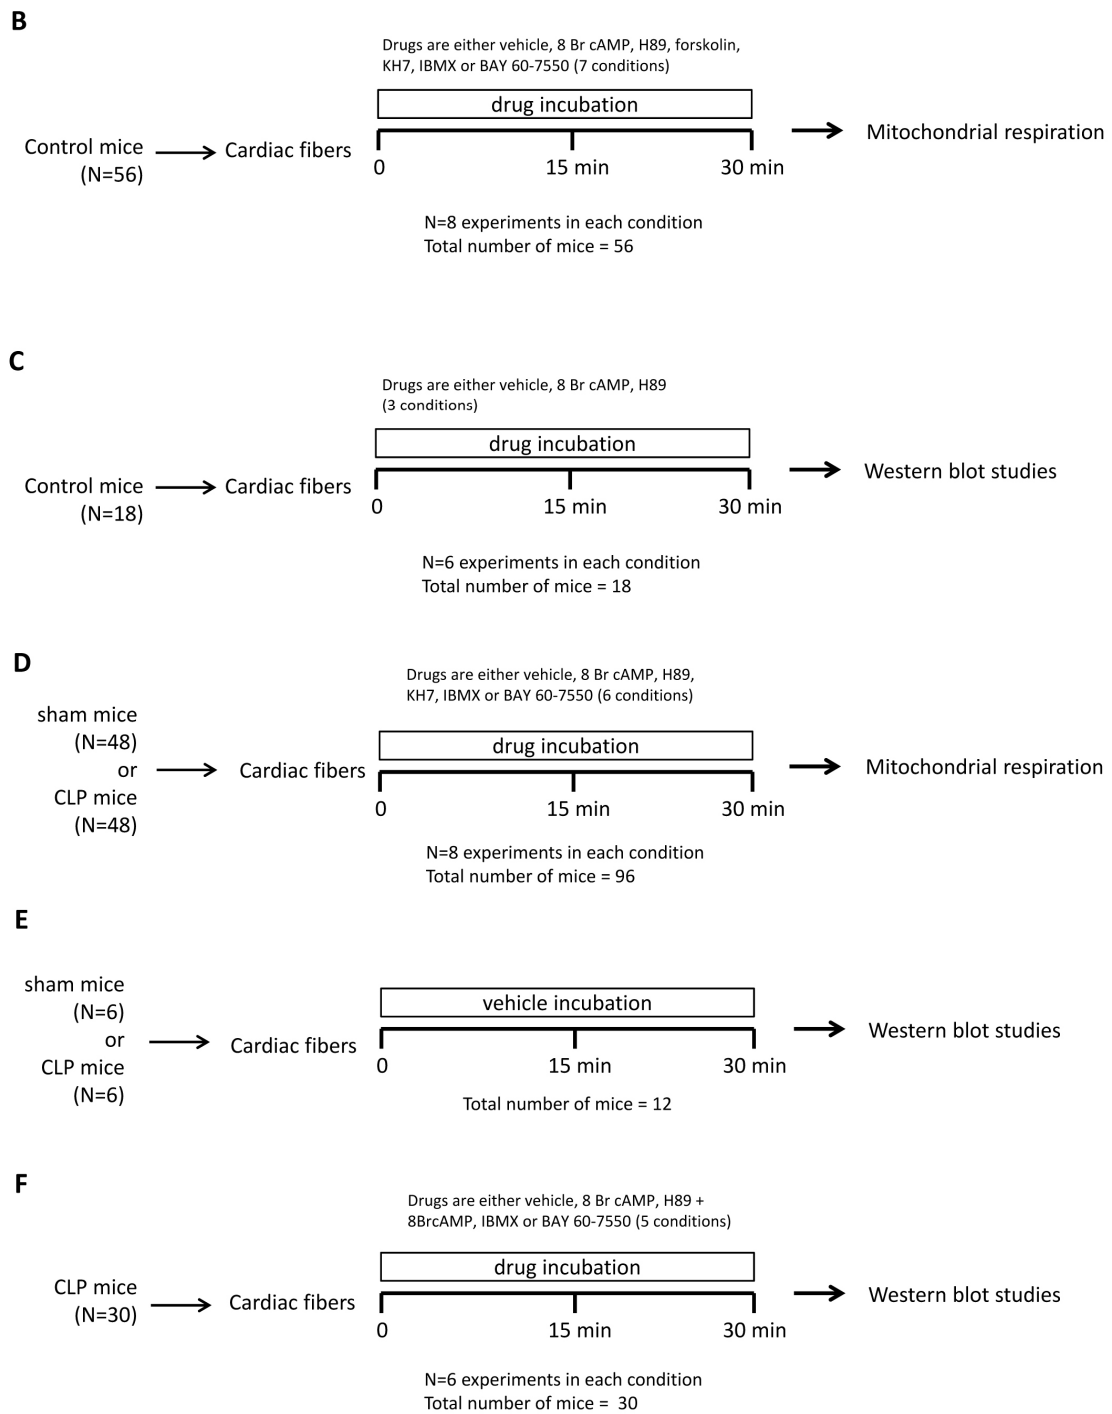 B
Drugs are either vehicle, 8 Br cAMP, H89, forskolin,
KH7, IBMX or BAY 60-7550 (7 conditions)
drug incubation
Control mice
(N=56)
Cardiac fibers
0
15 min
30 min
Mitochondrial respiration
N=8 experiments in each condition
Total number of mice = 56
C
Drugs are either vehicle, 8 Br cAMP, H89
(3 conditions)
drug incubation
Control mice
(N=18)
Cardiac fibers
0
15 min
30 min
Western blot studies
N=6 experiments in each condition
Total number of mice = 18
D
Drugs are either vehicle, 8 Br cAMP, H89,
KH7, IBMX or BAY 60-7550 (6 conditions)
sham mice
(N=48)
or
CLP mice
(N=48)
Cardiac fibers
drug incubation
0
15 min
30 min
Mitochondrial respiration
N=8 experiments in each condition
Total number of mice = 96
E
sham mice
(N=6)
or
CLP mice
(N=6)
Cardiac fibers
vehicle incubation
0
15 min
30 min
Western blot studies
Total number of mice = 12
F
Drugs are either vehicle, 8 Br cAMP, H89 +
8BrcAMP, IBMX or BAY 60-7550 (5 conditions)
drug incubation
CLP mice
(N=30)
Cardiac fibers
0
15 min
30 min
Western blot studies
N=6 experiments in each condition
Total number of mice =  30